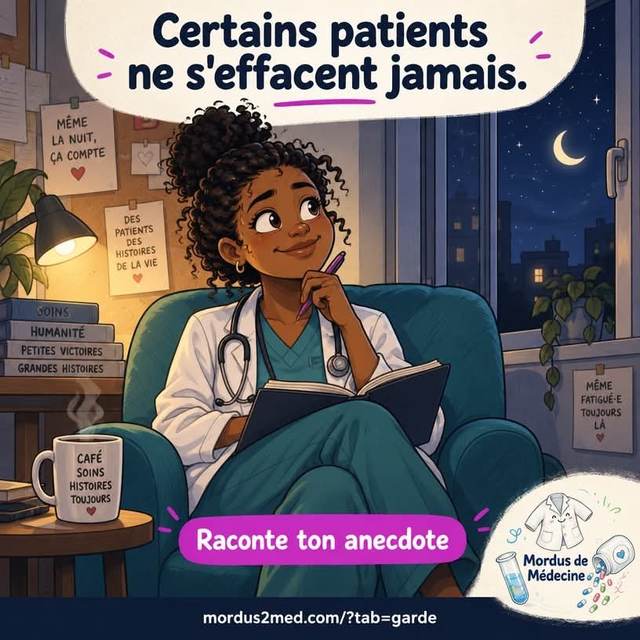 Certains patients
ne s'effacent jamais.
MÊME
LA NUIT,
ÇA COMPTE
DES
PATIENTS
DES
HISTOIRES
DE LA VIE
SOINS
HUMANITÉ
PETITES VICTOIRES
GRANDES HISTOIRES
CAFÉ
SOINS
HISTOIRES
TOUJOURS
MÊME
FATIGUÉ·E
TOUJOURS
LÀ
Raconte ton anecdote
Mordus de
Médecine
mordus2med.com/?tab=garde